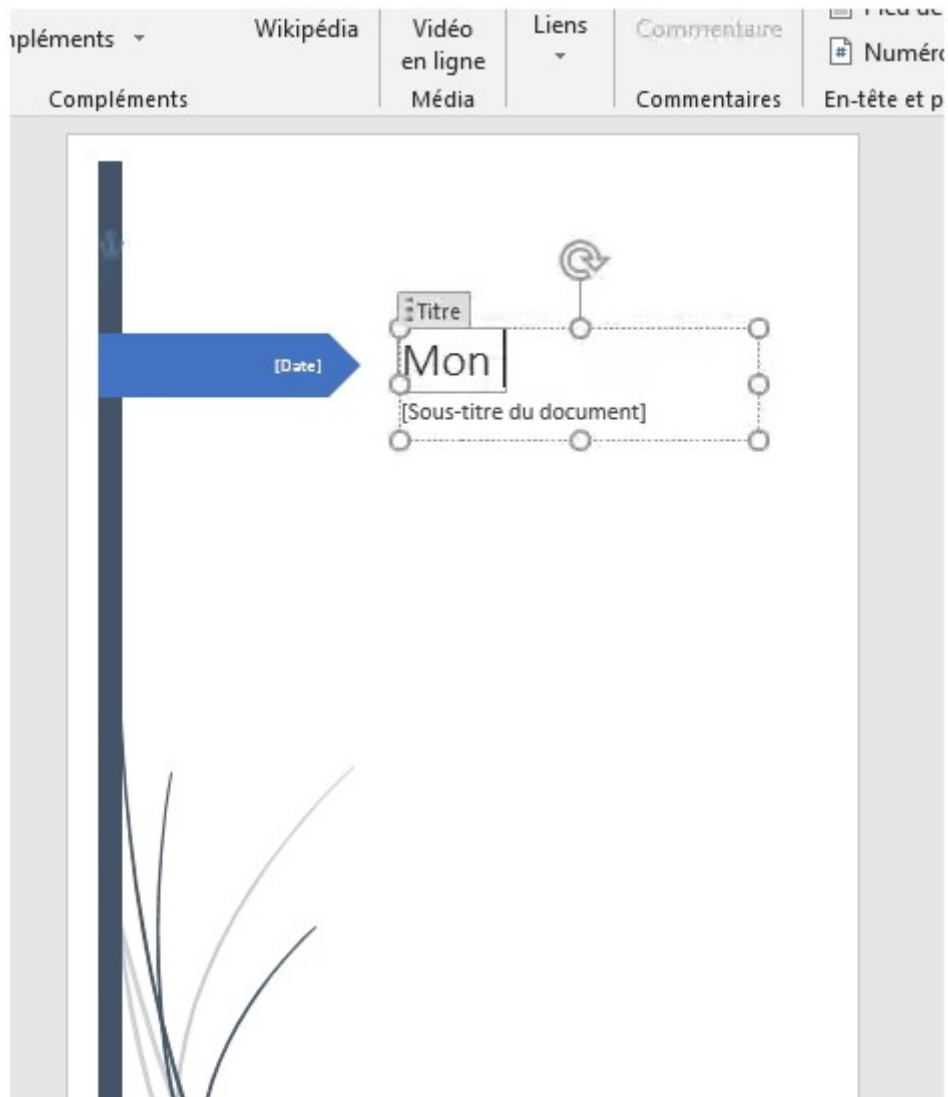 Wikipédia
Vidéo
en ligne
Liens
Commentaire
Numéro
Compléments
Média
Commentaires
En-tête et p
Titre
[Date]
Mon
[Sous-titre du document]